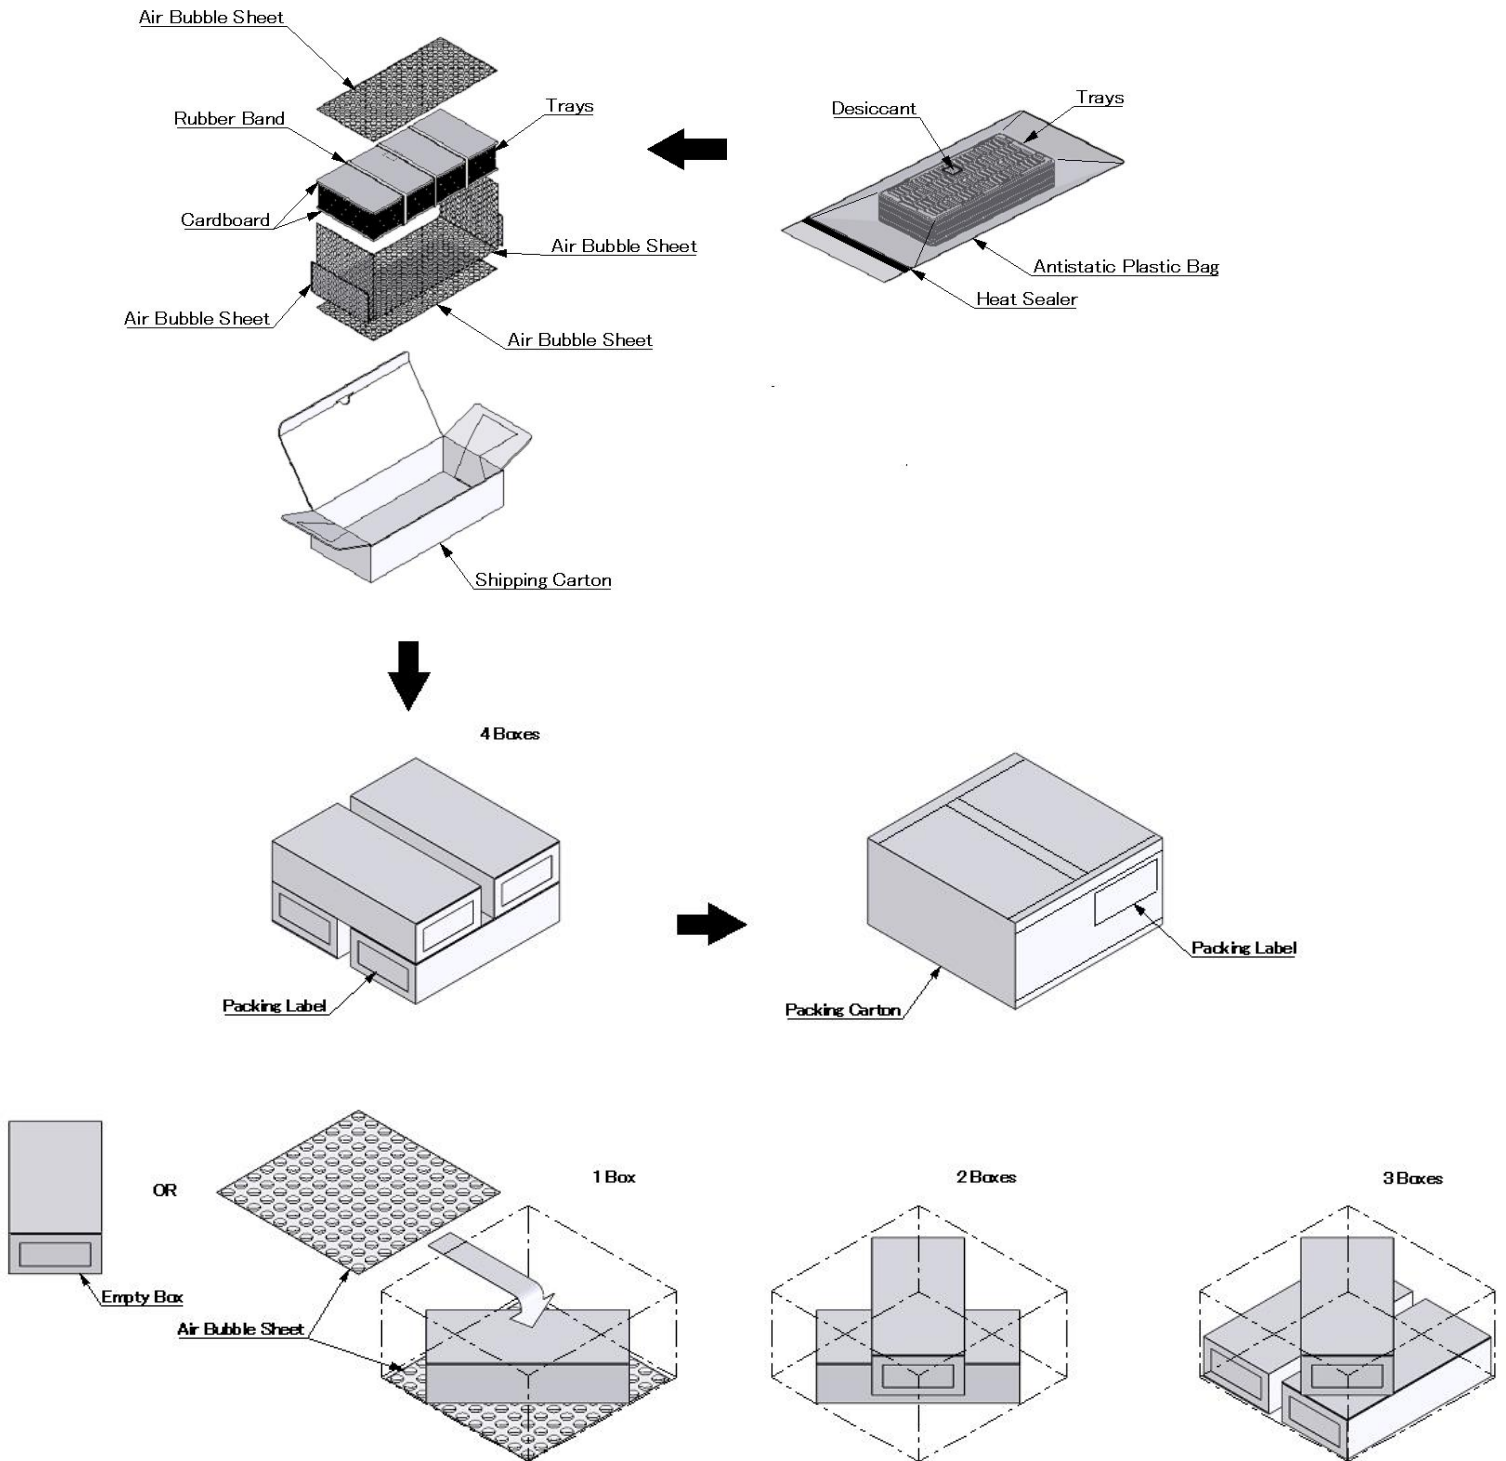 Air Bubble Sheet
Rubber Band
Trays
Cardboard
Air Bubble Sheet
Air Bubble Sheet
Air Bubble Sheet
Desiccant
Trays
Antistatic Plastic Bag
Heat Sealer
Shipping Carton
4 Boxes
Packing Label
Packing Label
Packing Carton
OR
Empty Box
Air Bubble Sheet
1 Box
2 Boxes
3 Boxes